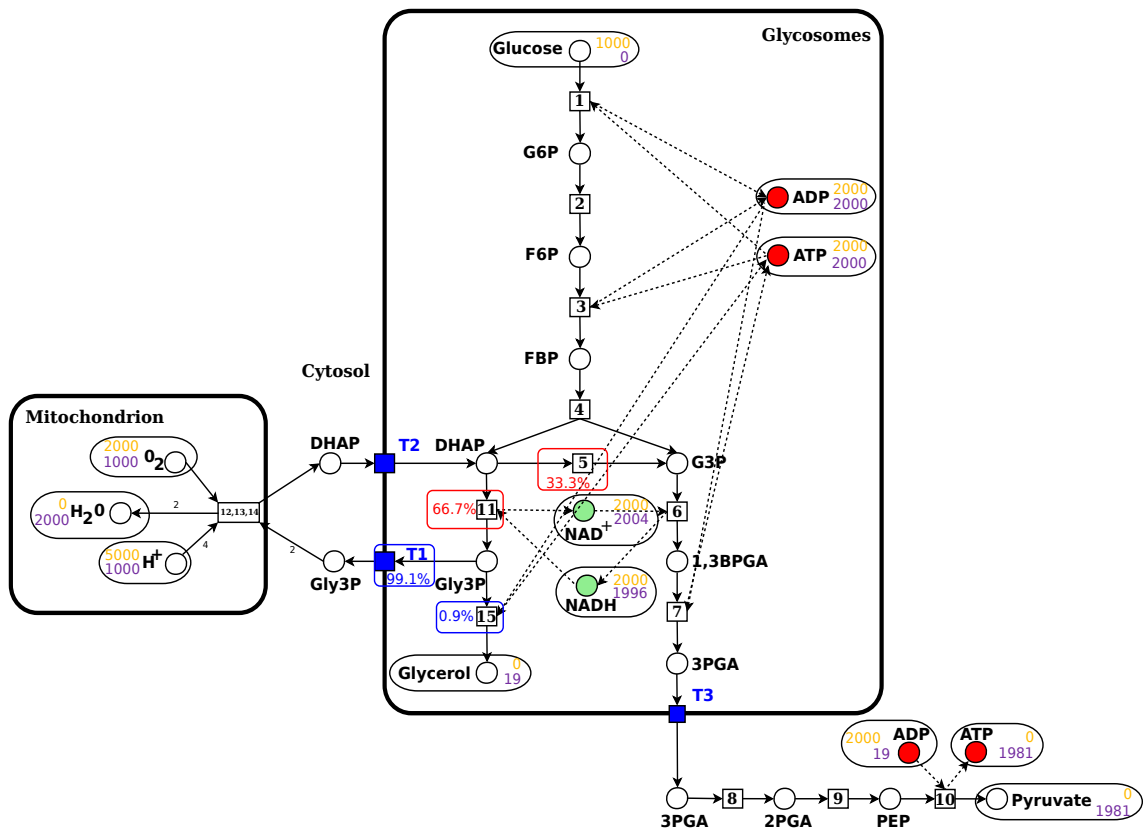 Glycosomes
Glucose
1000
0
1
G6P
2
ADP
2000
2000
F6P
ATP
2000
2000
3
FBP
Cytosol
4
Mitochondrion
2000
1000
O2
DHAP
T2
DHAP
5
33.3%
G3P
0
2000
H2O
2
12,13,14
66.7%
11
NAD+
2000
2004
6
5000
1000
H+
4
2
Gly3P
T1
99.1%
Gly3P
1,3BPGA
NADH
2000
1996
0.9%
15
7
Glycerol
0
19
3PGA
T3
2000
19
ADP
ATP
0
1981
3PGA
8
2PGA
9
PEP
10
Pyruvate
0
1981